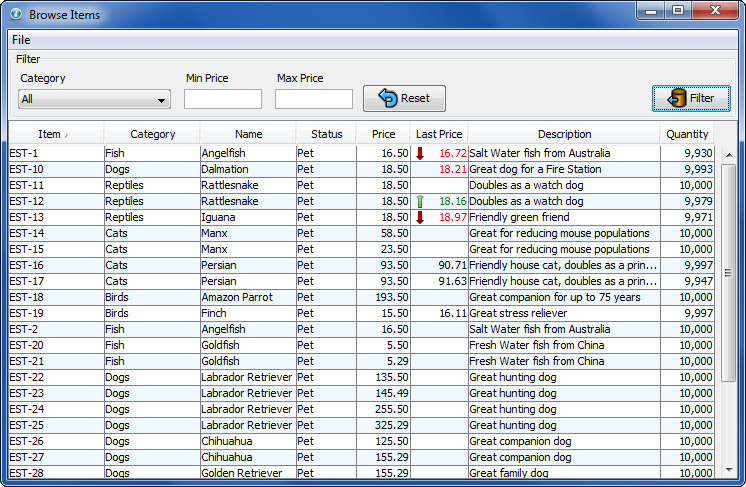 Browse Items
File
Filter
Category Min Price Max Price
All Reset Filter
Item Category Name Status Price Last Price Description Quantity
EST-1 Fish Angelfish Pet 16.50 16.72 Salt Water fish from Australia 9,930
EST-10 Dogs Dalmation Pet 18.50 18.21 Great dog for a Fire Station 9,993
EST-11 Reptiles Rattlesnake Pet 18.50 Doubles as a watch dog 10,000
EST-12 Reptiles Rattlesnake Pet 18.50 18.16 Doubles as a watch dog 9,979
EST-13 Reptiles Iguana Pet 18.50 18.97 Friendly green friend 9,971
EST-14 Cats Manx Pet 58.50 Great for reducing mouse populations 10,000
EST-15 Cats Manx Pet 23.50 Great for reducing mouse populations 10,000
EST-16 Cats Persian Pet 93.50 90.71 Friendly house cat, doubles as a prin... 9,997
EST-17 Cats Persian Pet 93.50 91.63 Friendly house cat, doubles as a prin... 9,947
EST-18 Birds Amazon Parrot Pet 193.50 Great companion for up to 75 years 10,000
EST-19 Birds Finch Pet 15.50 16.11 Great stress reliever 9,997
EST-2 Fish Angelfish Pet 16.50 Salt Water fish from Australia 10,000
EST-20 Fish Goldfish Pet 5.50 Fresh Water fish from China 10,000
EST-21 Fish Goldfish Pet 5.29 Fresh Water fish from China 10,000
EST-22 Dogs Labrador Retriever Pet 135.50 Great hunting dog 10,000
EST-23 Dogs Labrador Retriever Pet 145.49 Great hunting dog 10,000
EST-24 Dogs Labrador Retriever Pet 255.50 Great hunting dog 10,000
EST-25 Dogs Labrador Retriever Pet 325.29 Great hunting dog 10,000
EST-26 Dogs Chihuahua Pet 125.50 Great companion dog 10,000
EST-27 Dogs Chihuahua Pet 155.29 Great companion dog 10,000
EST-28 Dogs Golden Retriever Pet 155.29 Great family dog 10,000